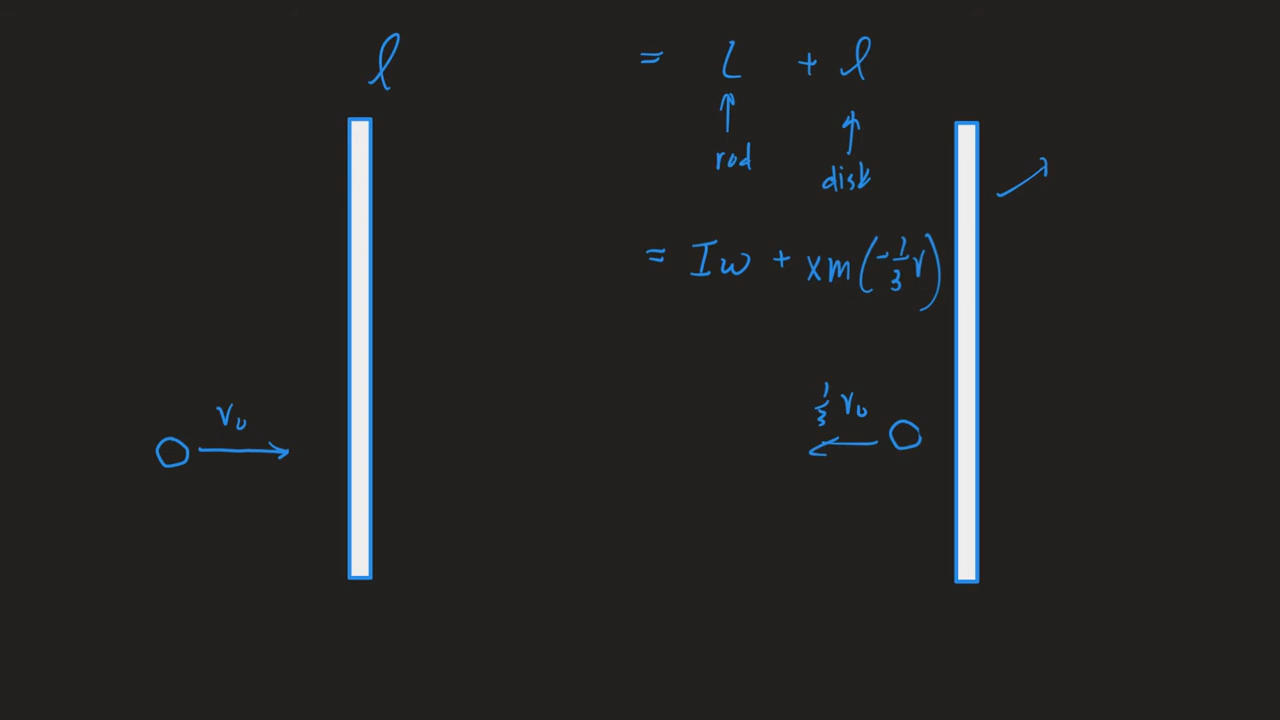 ℓ = L + ℓ
rod
disk
= Iω + xm(-1/3 v)
v₀
1/3 v₀